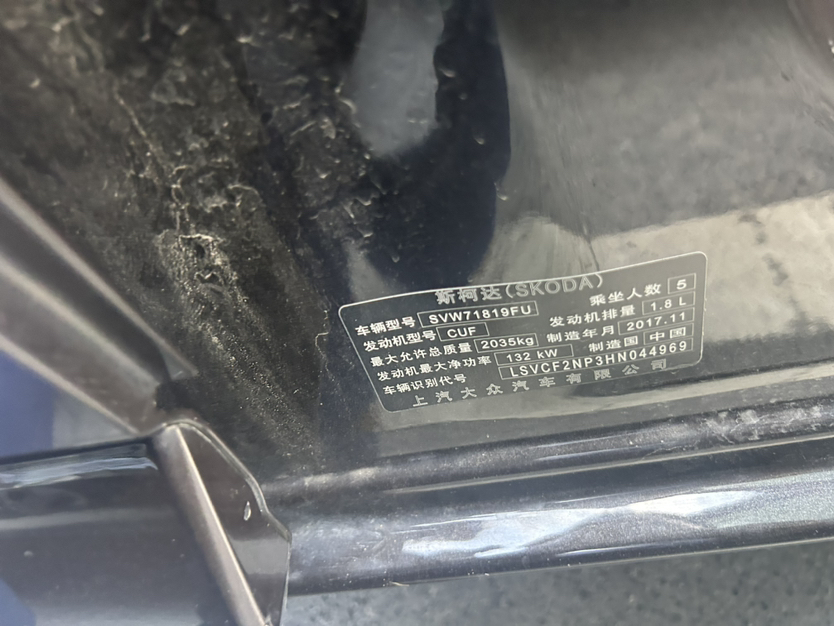 斯柯达(SKODA)
车辆型号 SVW71819FU 乘坐人数 5
发动机型号 CUF 发动机排量 1.8 L
最大允许总质量 2035kg 制造年月 2017.11
发动机最大净功率 132 kW 制造国 中国
车辆识别代号 LSVCF2NP3HN044969
上汽大众汽车有限公司